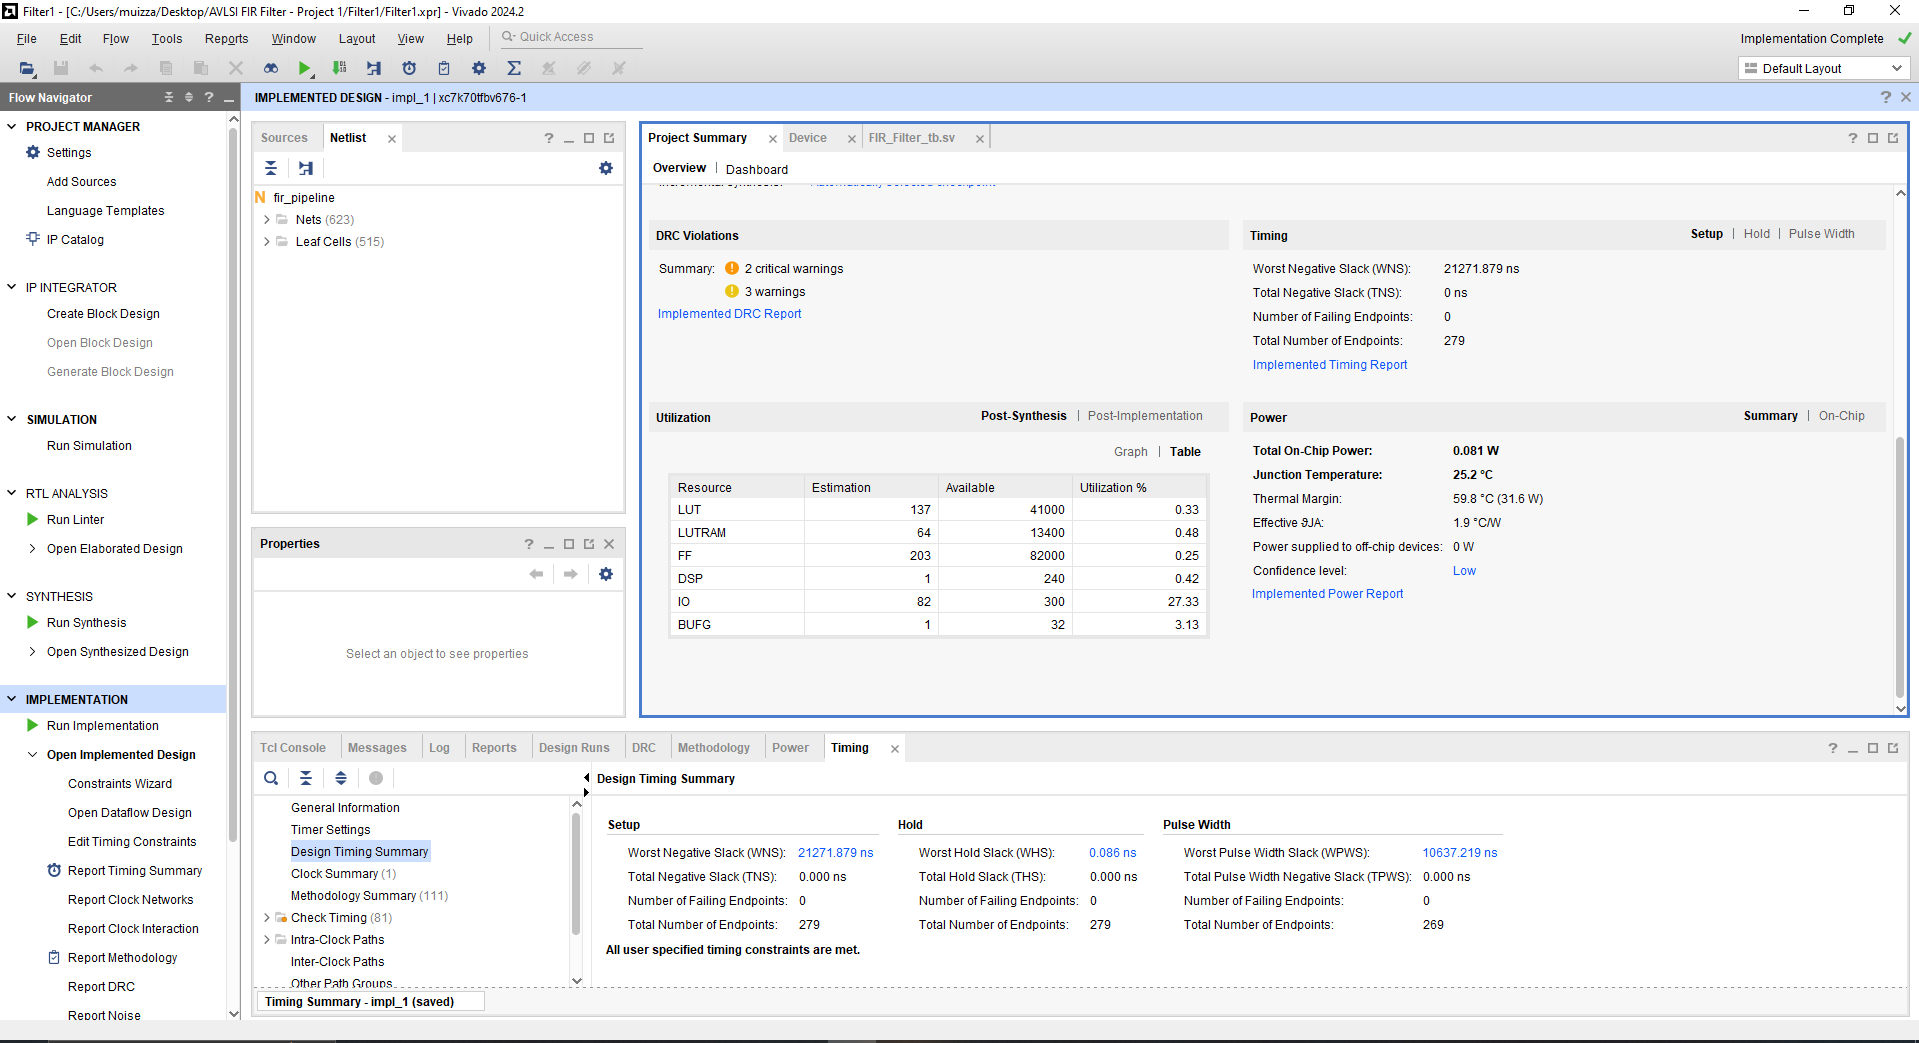 Filter1 - [C:/Users/muizza/Desktop/AVLSI FIR Filter - Project 1/Filter1/Filter1.xpr] - Vivado 2024.2
File Edit Flow Tools Reports Window Layout View Help Quick Access
Implementation Complete
Default Layout
Flow Navigator
PROJECT MANAGER
Settings
Add Sources
Language Templates
IP Catalog
IP INTEGRATOR
Create Block Design
Open Block Design
Generate Block Design
SIMULATION
Run Simulation
RTL ANALYSIS
Run Linter
Open Elaborated Design
SYNTHESIS
Run Synthesis
Open Synthesized Design
IMPLEMENTATION
Run Implementation
Open Implemented Design
Constraints Wizard
Open Dataflow Design
Edit Timing Constraints
Report Timing Summary
Report Clock Networks
Report Clock Interaction
Report Methodology
Report DRC
Report Noise
IMPLEMENTED DESIGN - impl_1 | xc7k70tfbv676-1
Sources Netlist
N fir_pipeline
Nets (623)
Leaf Cells (515)
Properties
Select an object to see properties
Project Summary Device FIR_Filter_tb.sv
Overview | Dashboard
Incremental synthesis: Automatically selected checkpoint
DRC Violations
Summary: 2 critical warnings
3 warnings
Implemented DRC Report
Timing Setup | Hold | Pulse Width
Worst Negative Slack (WNS): 21271.879 ns
Total Negative Slack (TNS): 0 ns
Number of Failing Endpoints: 0
Total Number of Endpoints: 279
Implemented Timing Report
Utilization Post-Synthesis | Post-Implementation
Graph | Table
Resource Estimation Available Utilization %
LUT 137 41000 0.33
LUTRAM 64 13400 0.48
FF 203 82000 0.25
DSP 1 240 0.42
IO 82 300 27.33
BUFG 1 32 3.13
Power Summary | On-Chip
Total On-Chip Power: 0.081 W
Junction Temperature: 25.2 °C
Thermal Margin: 59.8 °C (31.6 W)
Effective ϑJA: 1.9 °C/W
Power supplied to off-chip devices: 0 W
Confidence level: Low
Implemented Power Report
Tcl Console Messages Log Reports Design Runs DRC Methodology Power Timing
General Information
Timer Settings
Design Timing Summary
Clock Summary (1)
Methodology Summary (111)
Check Timing (81)
Intra-Clock Paths
Inter-Clock Paths
Other Path Groups
Design Timing Summary
Setup Hold Pulse Width
Worst Negative Slack (WNS): 21271.879 ns Worst Hold Slack (WHS): 0.086 ns Worst Pulse Width Slack (WPWS): 10637.219 ns
Total Negative Slack (TNS): 0.000 ns Total Hold Slack (THS): 0.000 ns Total Pulse Width Negative Slack (TPWS): 0.000 ns
Number of Failing Endpoints: 0 Number of Failing Endpoints: 0 Number of Failing Endpoints: 0
Total Number of Endpoints: 279 Total Number of Endpoints: 279 Total Number of Endpoints: 269
All user specified timing constraints are met.
Timing Summary - impl_1 (saved)